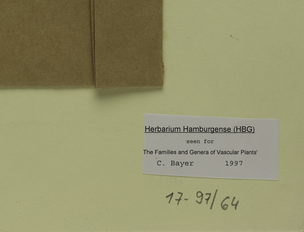 Herbarium Hamburgense (HBG)
seen for
The Families and Genera of Vascular Plants'
C. Bayer 1997
17-97/64